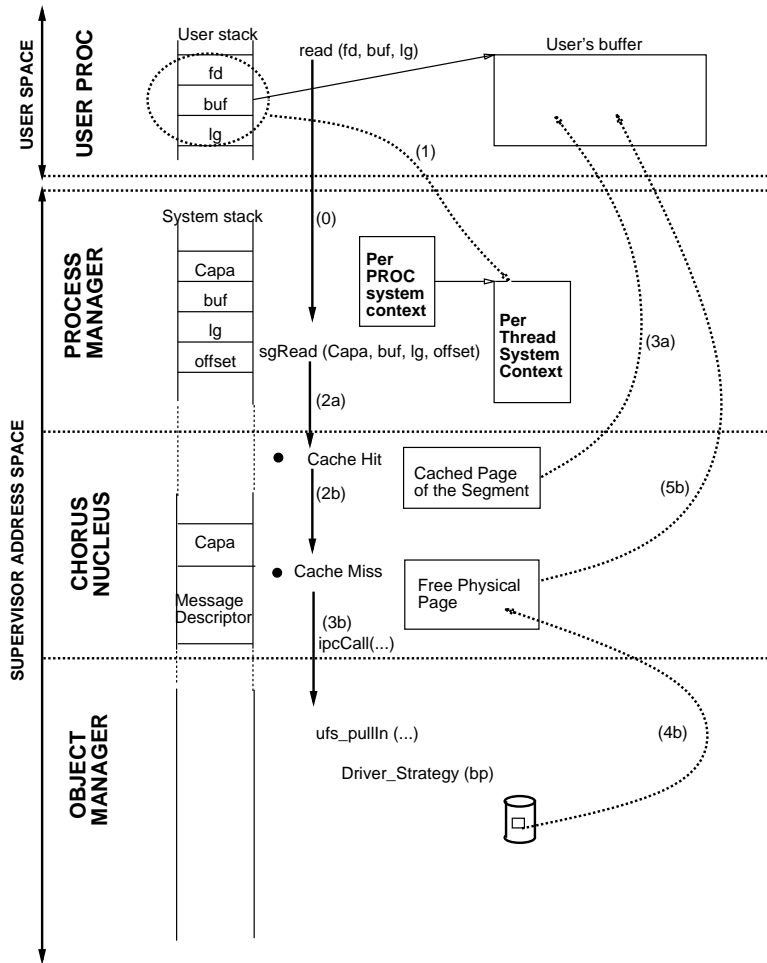 USER SPACE
USER PROC
User stack
fd
buf
lg
read (fd, buf, lg)
User's buffer
(1)
(0)
SUPERVISOR ADDRESS SPACE
PROCESS
MANAGER
System stack
Capa
buf
lg
offset
Per
PROC
system
context
Per
Thread
System
Context
sgRead (Capa, buf, lg, offset)
(3a)
(2a)
CHORUS
NUCLEUS
Cache Hit
Cached Page
of the Segment
(2b)
(5b)
Capa
Cache Miss
Free Physical
Page
Message
Descriptor
(3b)
ipcCall(...)
OBJECT
MANAGER
ufs_pullIn (...)
(4b)
Driver_Strategy (bp)